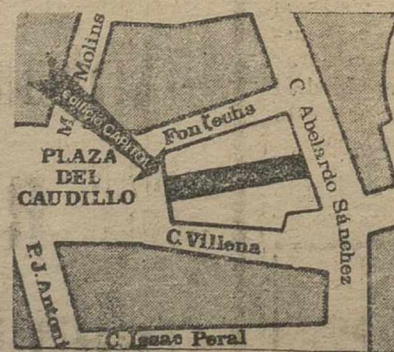 M. Molins
EDIFICIO CAPITOL
Fontecha
C. Abelardo Sánchez
PLAZA
DEL
CAUDILLO
C. Villena
P. J. Antoni
C. Isaac Peral